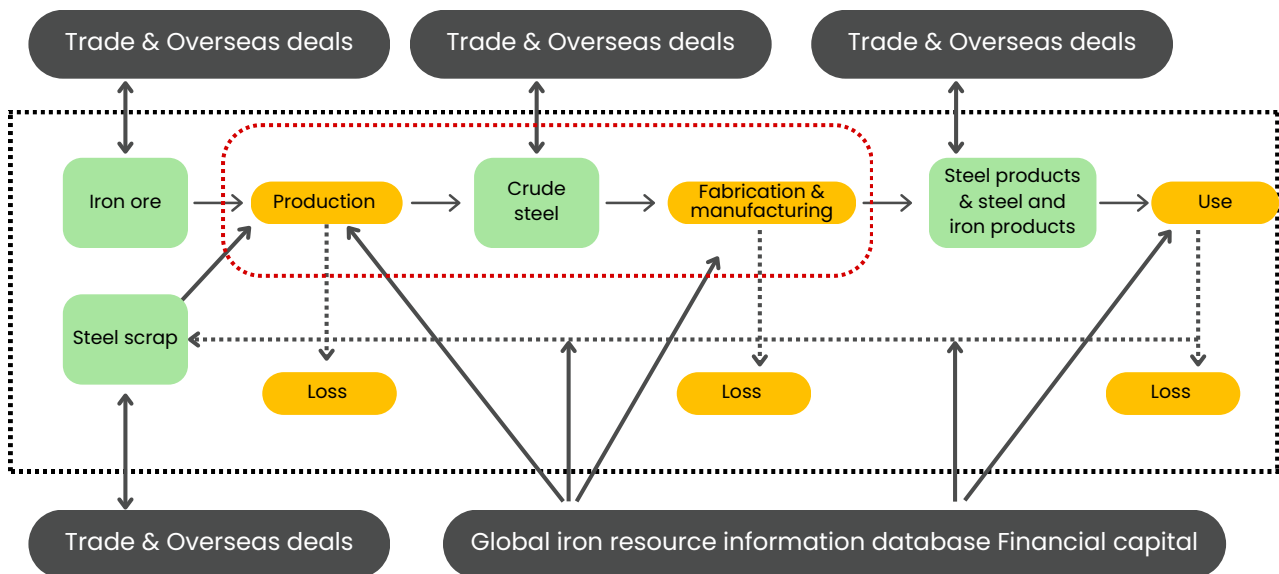 Trade & Overseas deals
Trade & Overseas deals
Trade & Overseas deals
Iron ore
Production
Crude
steel
Fabrication &
manufacturing
Steel products
& steel and
iron products
Use
Steel scrap
Loss
Loss
Loss
Trade & Overseas deals
Global iron resource information database Financial capital